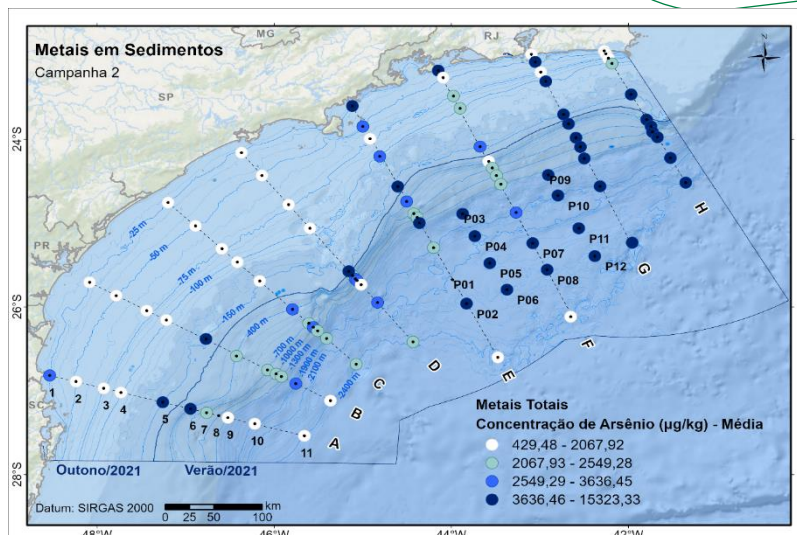 MG
RJ
SP
PR
SC
Metais em Sedimentos
Campanha 2
24°S
26°S
28°S
-25 m
-50 m
-75 m
-100 m
-150 m
-400 m
-700 m
-1000 m
-1300 m
-1900 m
2100 m
-2400 m
P09
P10
P03
P04
P11
P07
P05
P12
P01
P08
P06
P02
H
G
F
E
D
C
B
A
1
2
3
4
5
6
7
8
9
10
11
Outono/2021
Verão/2021
Metais Totais
Concentração de Arsênio (µg/kg) - Média
429,48 - 2067,92
2067,93 - 2549,28
2549,29 - 3636,45
3636,46 - 15323,33
Datum: SIRGAS 2000
km
0 25 50 100
48°W
46°W
44°W
42°W